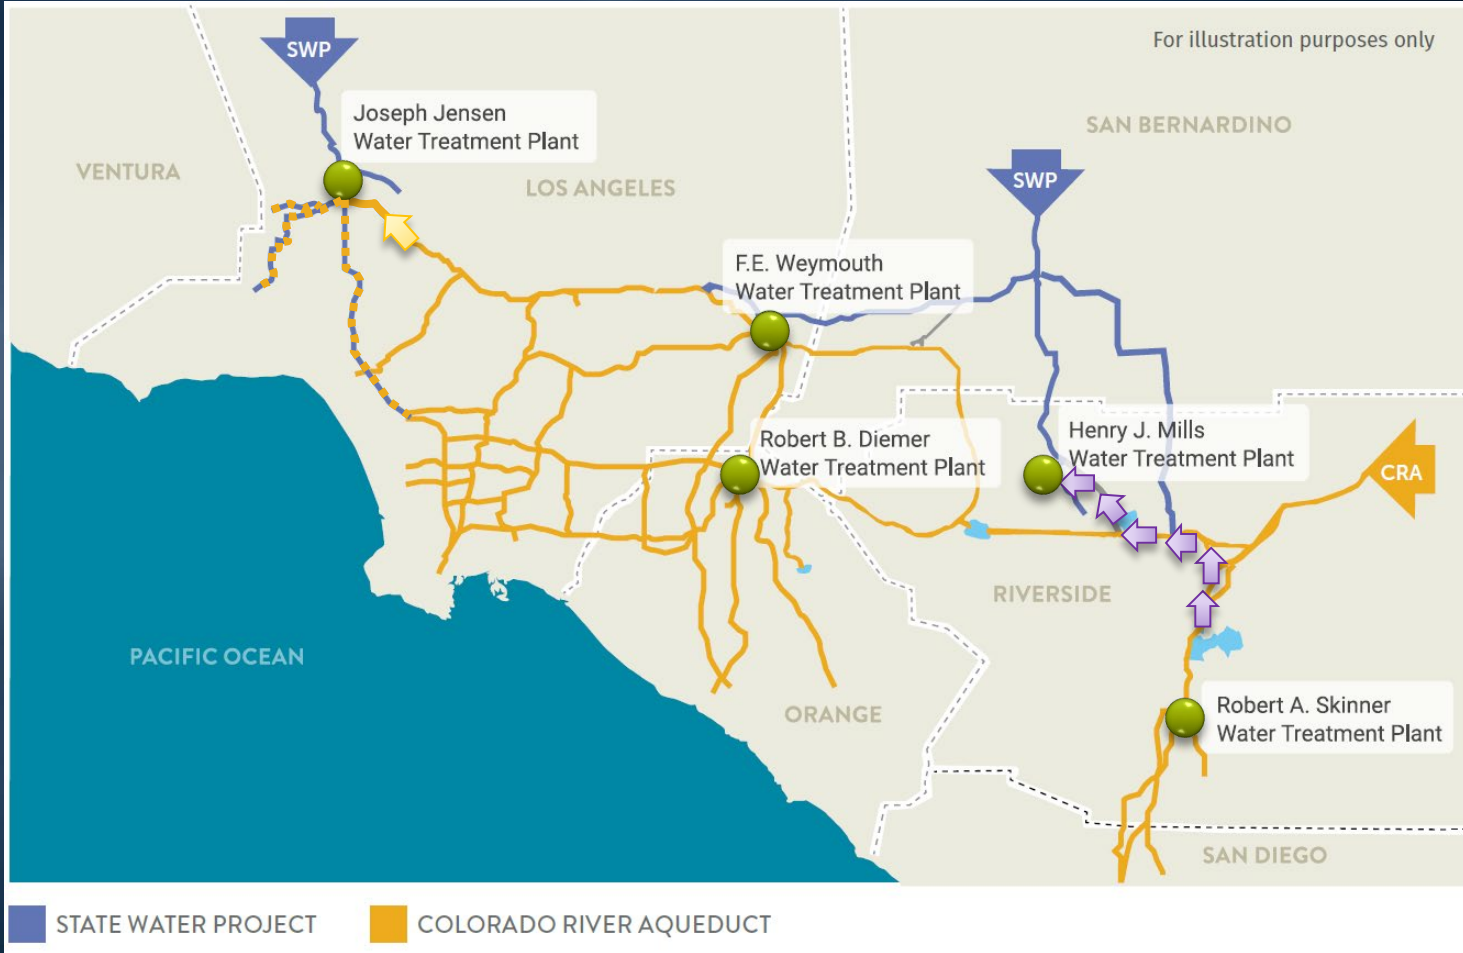 For illustration purposes only
SWP
Joseph Jensen
Water Treatment Plant
SAN BERNARDINO
VENTURA
LOS ANGELES
SWP
F.E. Weymouth
Water Treatment Plant
Henry J. Mills
Water Treatment Plant
Robert B. Diemer
Water Treatment Plant
CRA
RIVERSIDE
PACIFIC OCEAN
ORANGE
Robert A. Skinner
Water Treatment Plant
SAN DIEGO
STATE WATER PROJECT
COLORADO RIVER AQUEDUCT